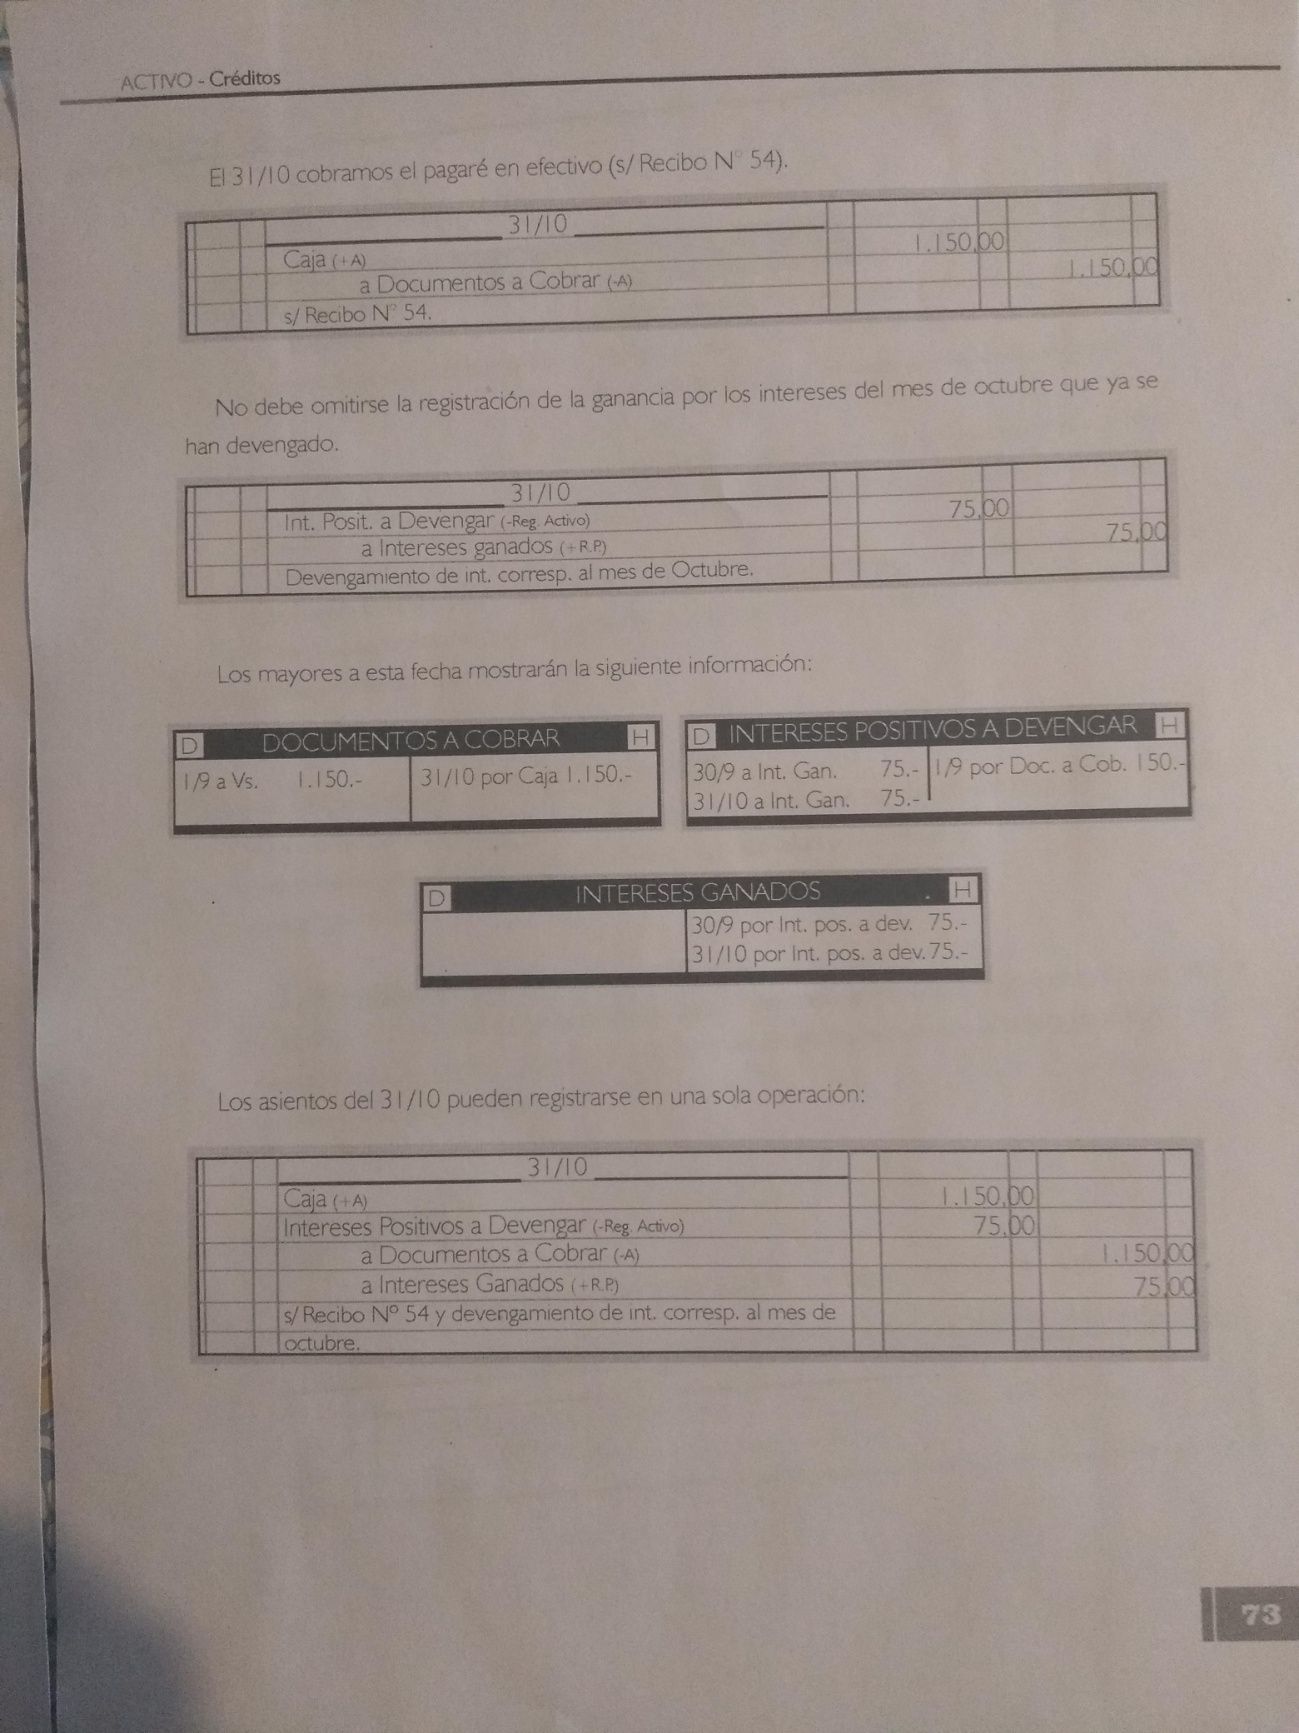 ACTIVO - Créditos
El 31/10 cobramos el pagaré en efectivo (s/ Recibo N° 54).
31/10
Caja (+A) 1.150,00
a Documentos a Cobrar (-A) 1.150,00
s/ Recibo N° 54.
No debe omitirse la registración de la ganancia por los intereses del mes de octubre que ya se
han devengado.
31/10
Int. Posit. a Devengar (-Reg. Activo) 75,00
a Intereses ganados (+R.P.) 75,00
Devengamiento de int. corresp. al mes de Octubre.
Los mayores a esta fecha mostrarán la siguiente información:
D DOCUMENTOS A COBRAR H
1/9 a Vs. 1.150.- 31/10 por Caja 1.150.-
D INTERESES POSITIVOS A DEVENGAR H
30/9 a Int. Gan. 75.- 1/9 por Doc. a Cob. 150.-
31/10 a Int. Gan. 75.-
D INTERESES GANADOS H
30/9 por Int. pos. a dev. 75.-
31/10 por Int. pos. a dev. 75.-
Los asientos del 31/10 pueden registrarse en una sola operación:
31/10
Caja (+A) 1.150,00
Intereses Positivos a Devengar (-Reg. Activo) 75,00
a Documentos a Cobrar (-A) 1.150,00
a Intereses Ganados (+R.P.) 75,00
s/ Recibo Nº 54 y devengamiento de int. corresp. al mes de
octubre.
73